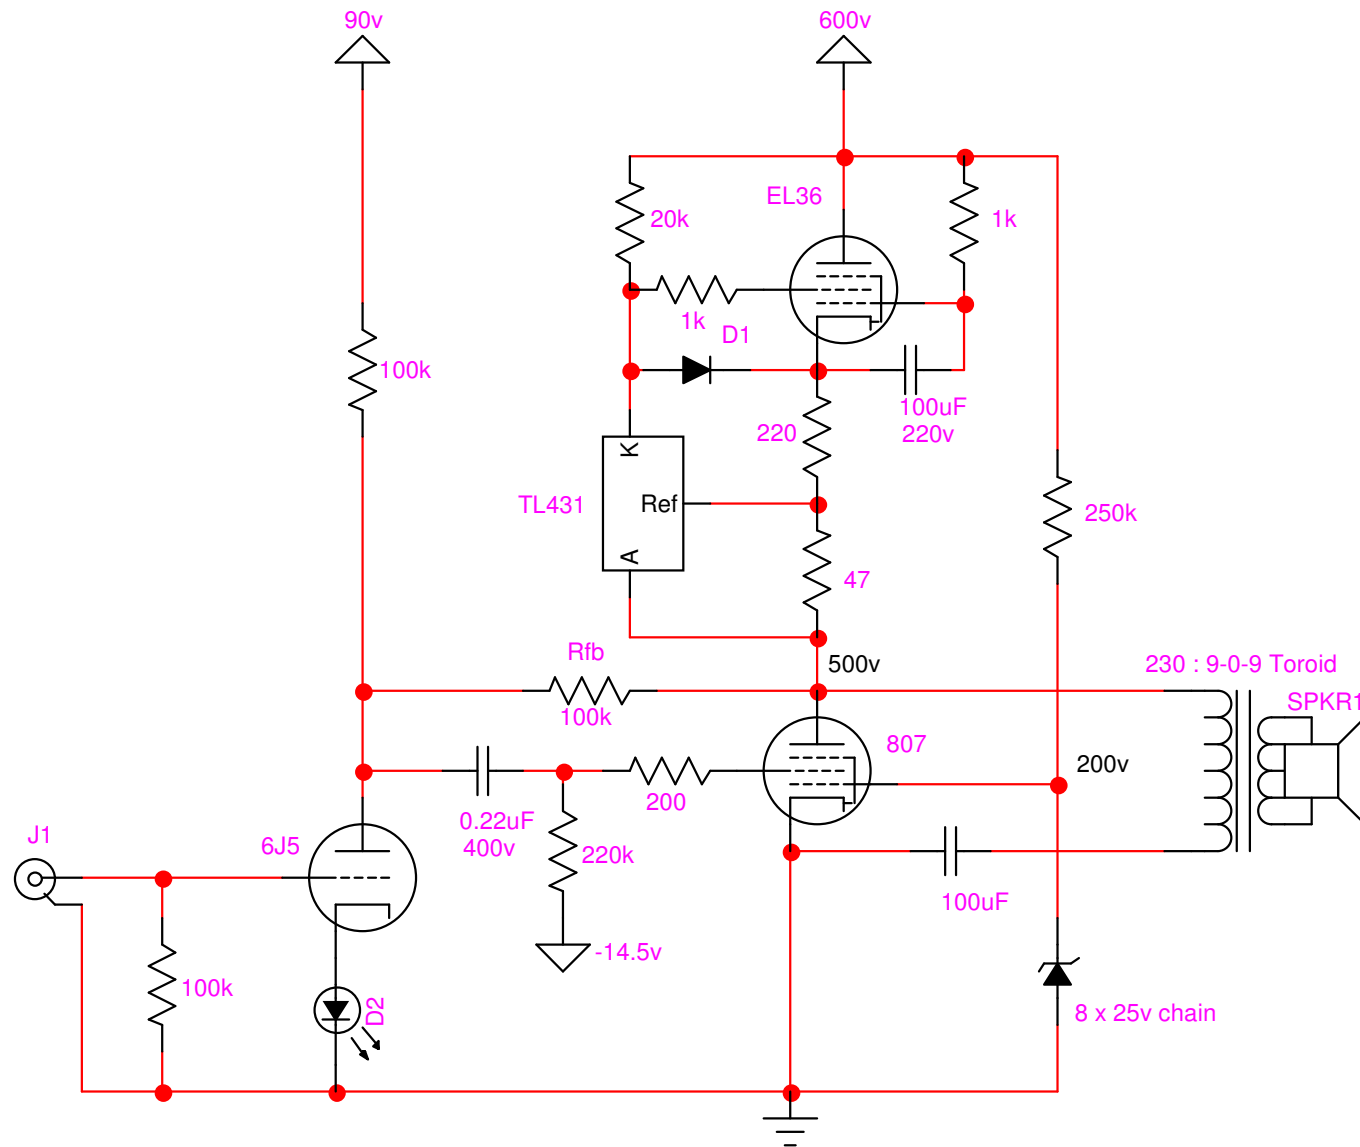 90v
600v
EL36
20k
1k
1k
D1
100k
100uF
220v
220
K
TL431
Ref
250k
A
47
Rfb
500v
230 : 9-0-9 Toroid
SPKR1
100k
807
200v
200
0.22uF
400v
J1
6J5
220k
100uF
-14.5v
100k
D2
8 x 25v chain